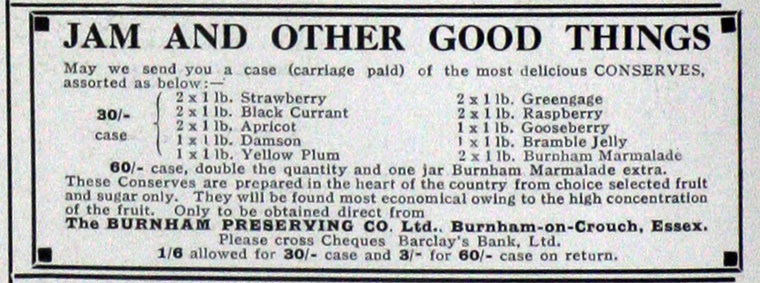 JAM AND OTHER GOOD THINGS
May we send you a case (carriage paid) of the most delicious CONSERVES,
assorted as below:—
30/-
case
2 x 1 lb. Strawberry
2 x 1 lb. Black Currant
2 x 1 lb. Apricot
1 x 1 lb. Damson
1 x 1 lb. Yellow Plum
2 x 1 lb. Greengage
2 x 1 lb. Raspberry
1 x 1 lb. Gooseberry
1 x 1 lb. Bramble Jelly
2 x 1 lb. Burnham Marmalade
60/- case, double the quantity and one jar Burnham Marmalade extra.
These Conserves are prepared in the heart of the country from choice selected fruit
and sugar only. They will be found most economical owing to the high concentration
of the fruit. Only to be obtained direct from
The BURNHAM PRESERVING CO. Ltd., Burnham-on-Crouch, Essex.
Please cross Cheques Barclay's Bank, Ltd.
1/6 allowed for 30/- case and 3/- for 60/- case on return.